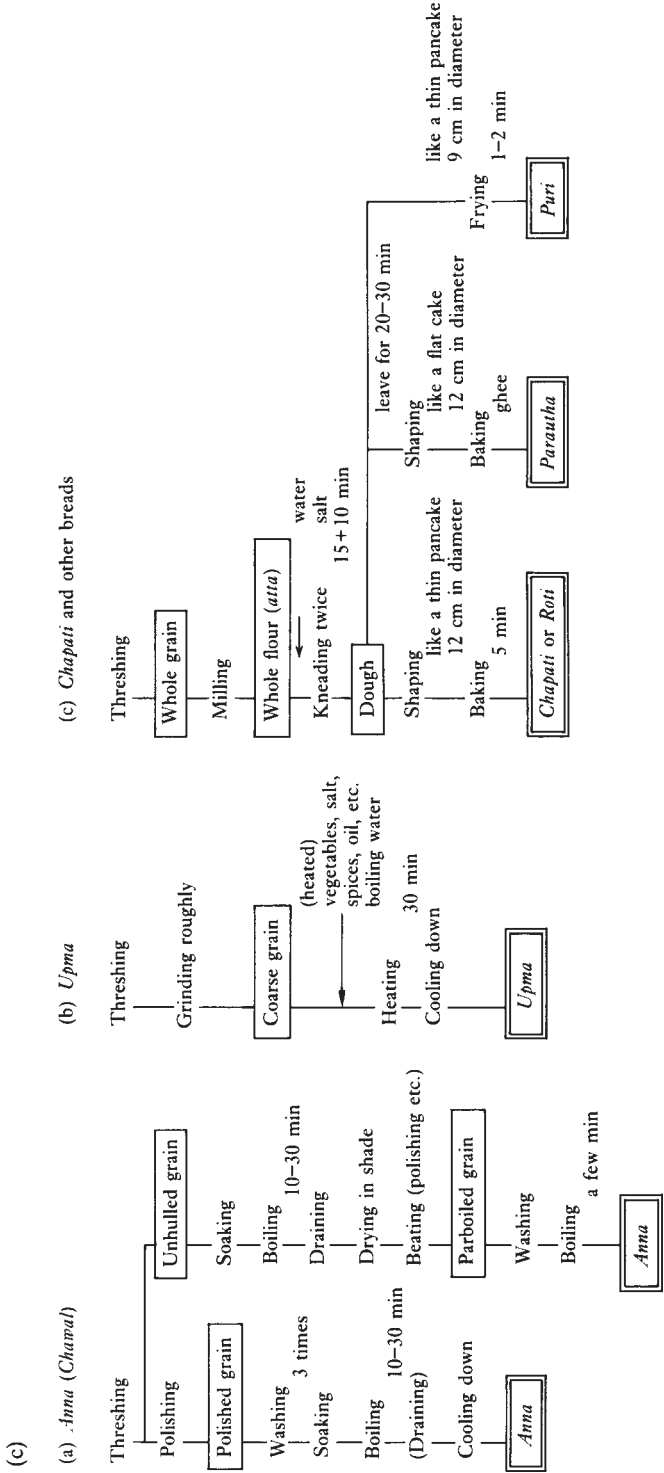 (c)
(a) Anna (Chawal)
Threshing
Polishing
Polished grain
Washing
3 times
Soaking
Boiling
10–30 min
(Draining)
Cooling down
Anna
Unhulled grain
Soaking
Boiling
10–30 min
Draining
Drying in shade
Beating (polishing etc.)
Parboiled grain
Washing
Boiling
a few min
Anna
(b) Upma
Threshing
Grinding roughly
Coarse grain
(heated)
vegetables, salt,
spices, oil, etc.
boiling water
Heating
30 min
Cooling down
Upma
(c) Chapati and other breads
Threshing
Whole grain
Milling
Whole flour (atta)
water
salt
Kneading twice
15+10 min
Dough
Shaping
like a thin pancake
12 cm in diameter
Baking
5 min
Chapati or Roti
leave for 20–30 min
Shaping
like a flat cake
12 cm in diameter
Baking
ghee
Parautha
like a thin pancake
9 cm in diameter
Frying
1–2 min
Puri